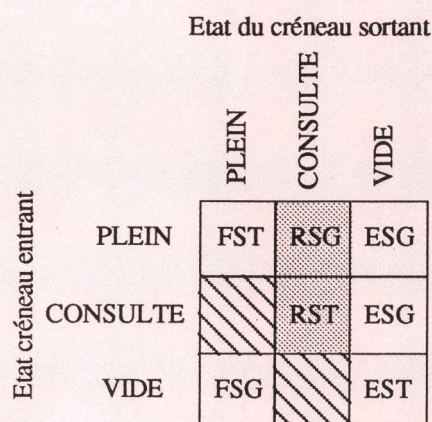 Etat du créneau sortant
PLEIN
CONSULTE
VIDE
Etat créneau entrant
PLEIN FST RSG ESG
CONSULTE RST ESG
VIDE FSG EST